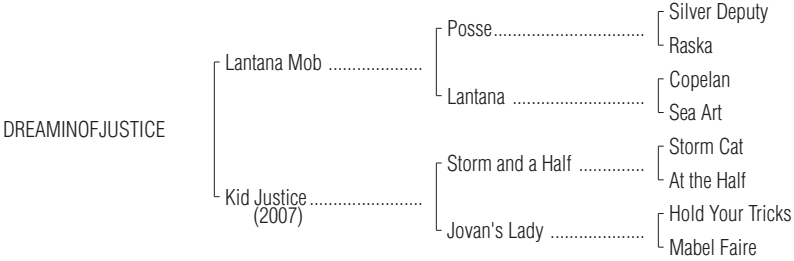 Silver Deputy
Posse..............................
Raska
Lantana Mob ...................
Copelan
Lantana ..........................
Sea Art
DREAMINOFJUSTICE
Storm Cat
Storm and a Half .............
At the Half
Kid Justice.......................
(2007)
Hold Your Tricks
Jovan's Lady ...................
Mabel Faire